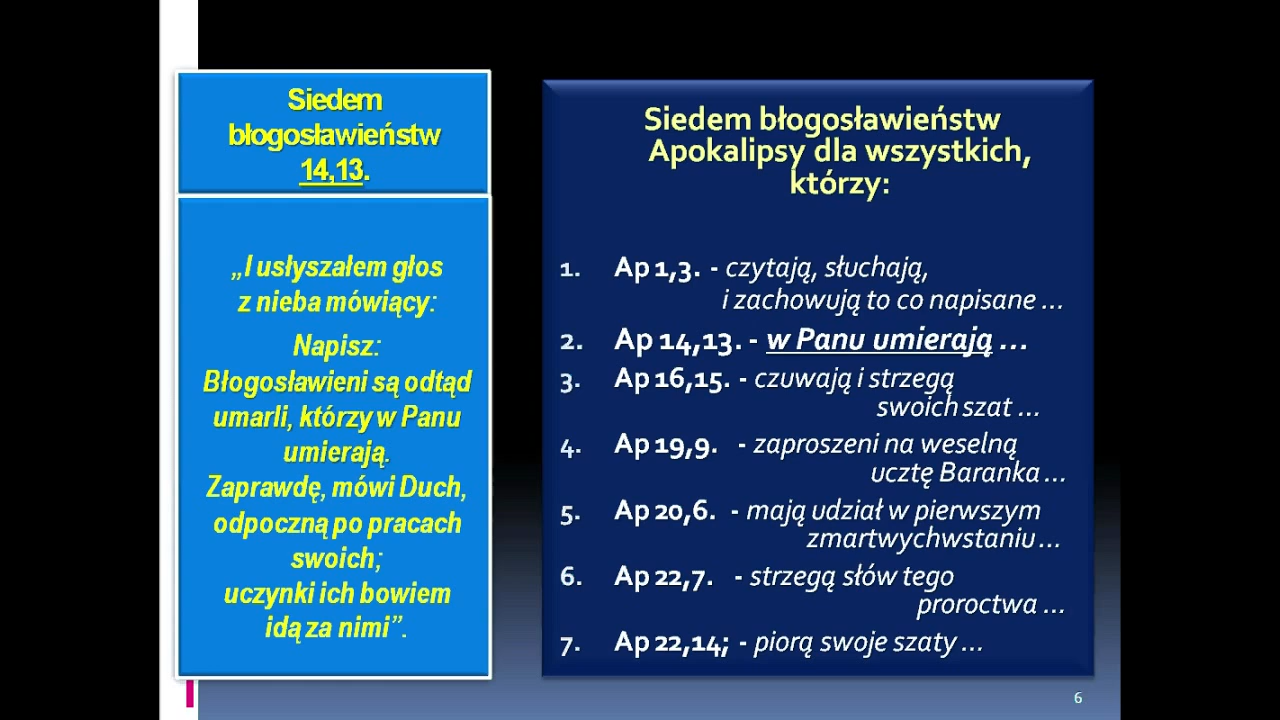 Siedem
błogosławieństw
14,13.
„I usłyszałem głos
z nieba mówiący:
Napisz:
Błogosławieni są odtąd
umarli, którzy w Panu
umierają.
Zaprawdę, mówi Duch,
odpoczną po pracach
swoich;
uczynki ich bowiem
idą za nimi”.
Siedem błogosławieństw
Apokalipsy dla wszystkich,
którzy:
1. Ap 1,3. - czytają, słuchają,
i zachowują to co napisane ...
2. Ap 14,13. - w Panu umierają ...
3. Ap 16,15. - czuwają i strzegą
swoich szat ...
4. Ap 19,9. - zaproszeni na weselną
ucztę Baranka ...
5. Ap 20,6. - mają udział w pierwszym
zmartwychwstaniu ...
6. Ap 22,7. - strzegą słów tego
proroctwa ...
7. Ap 22,14; - piorą swoje szaty ...
6